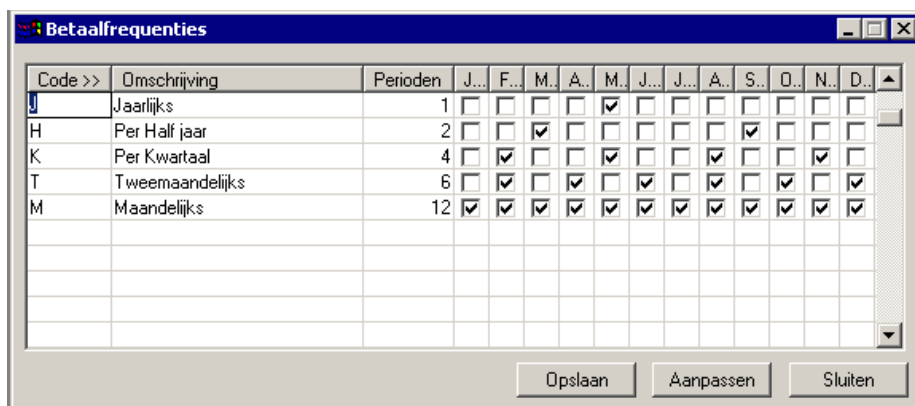 Betaalfrequenties
Code >> Omschrijving Perioden J... F... M.. A... M.. J... J... A... S... O... N... D...
J Jaarlijks 1
H Per Half jaar 2
K Per Kwartaal 4
T Tweemaandelijks 6
M Maandelijks 12
Opslaan Aanpassen Sluiten